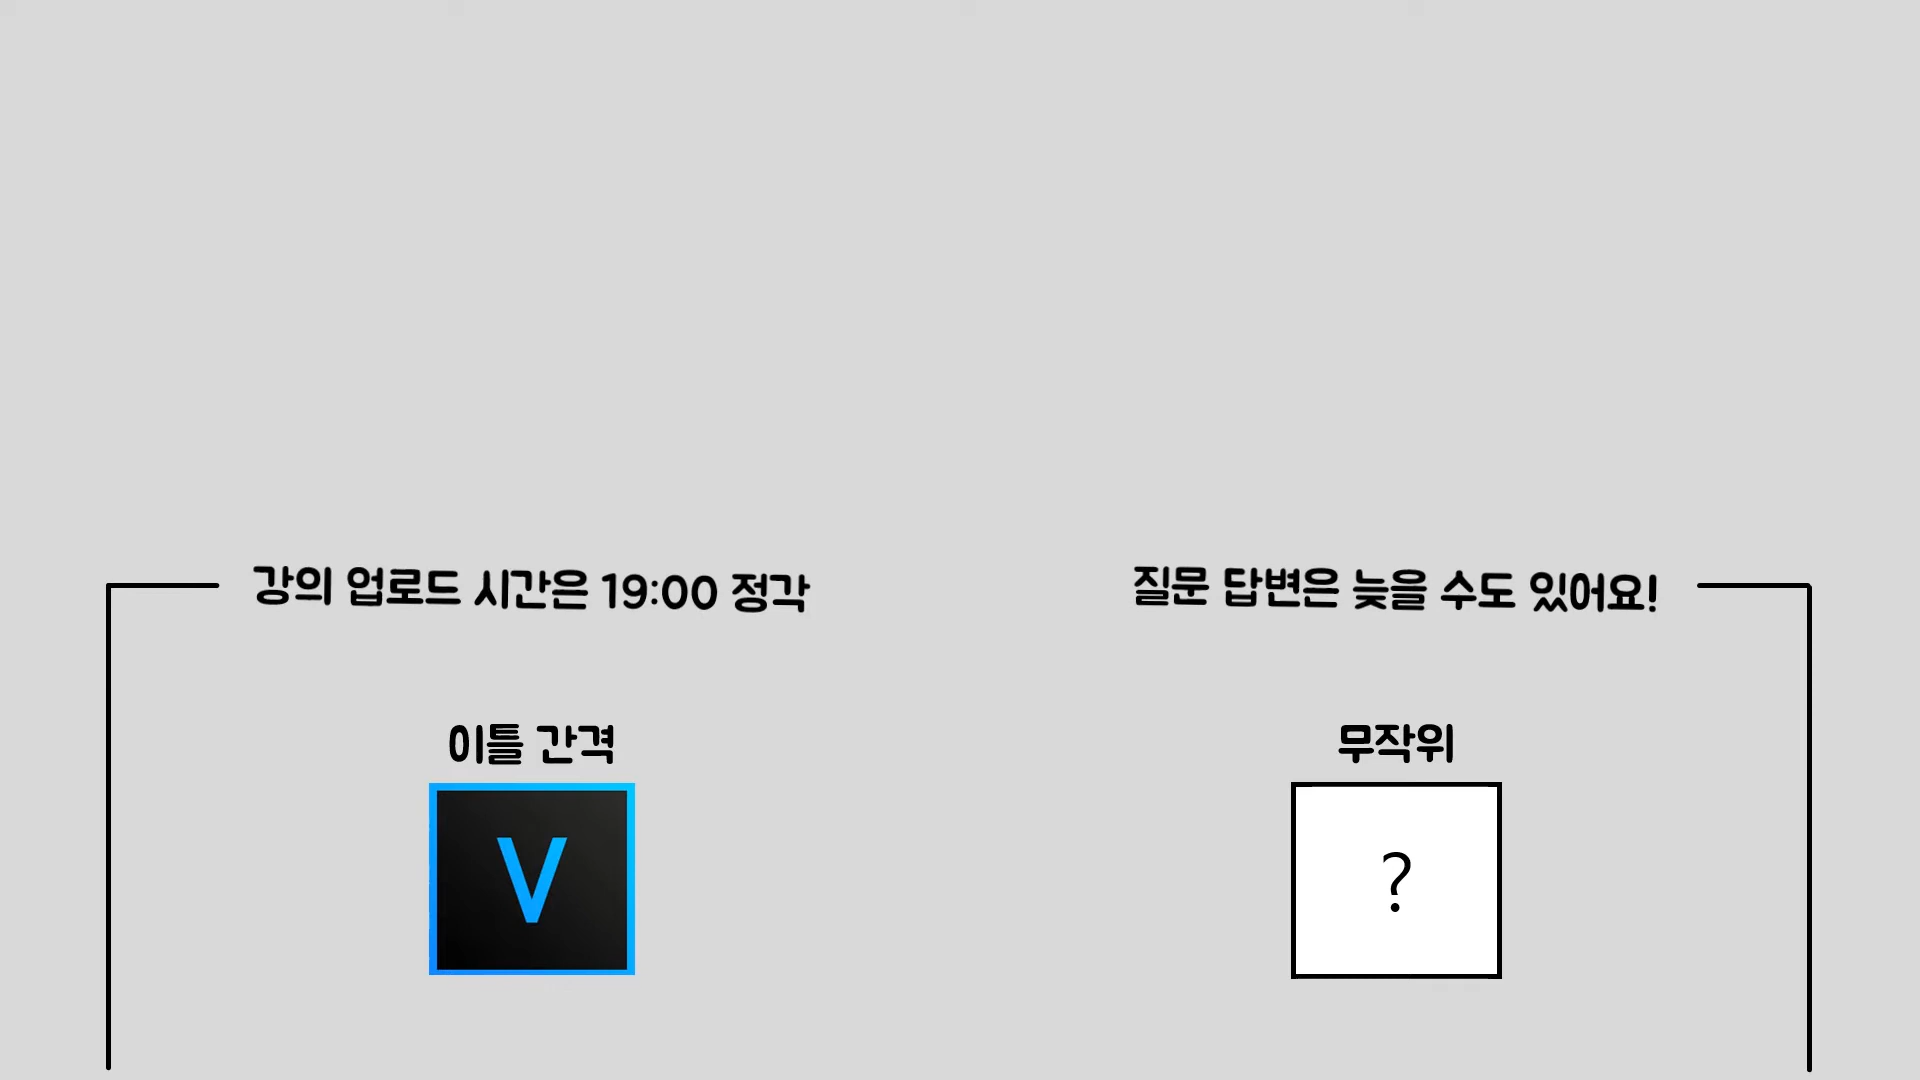 강의 업로드 시간은 19:00 정각
질문 답변은 늦을 수도 있어요!
이틀 간격
무작위
V
?